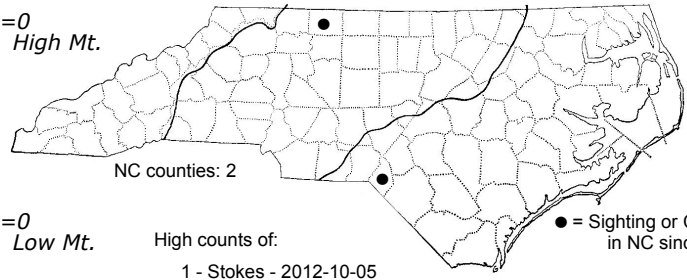 =0
High Mt.
NC counties: 2
=0
Low Mt.
High counts of:
1 - Stokes - 2012-10-05
● = Sighting or
in NC